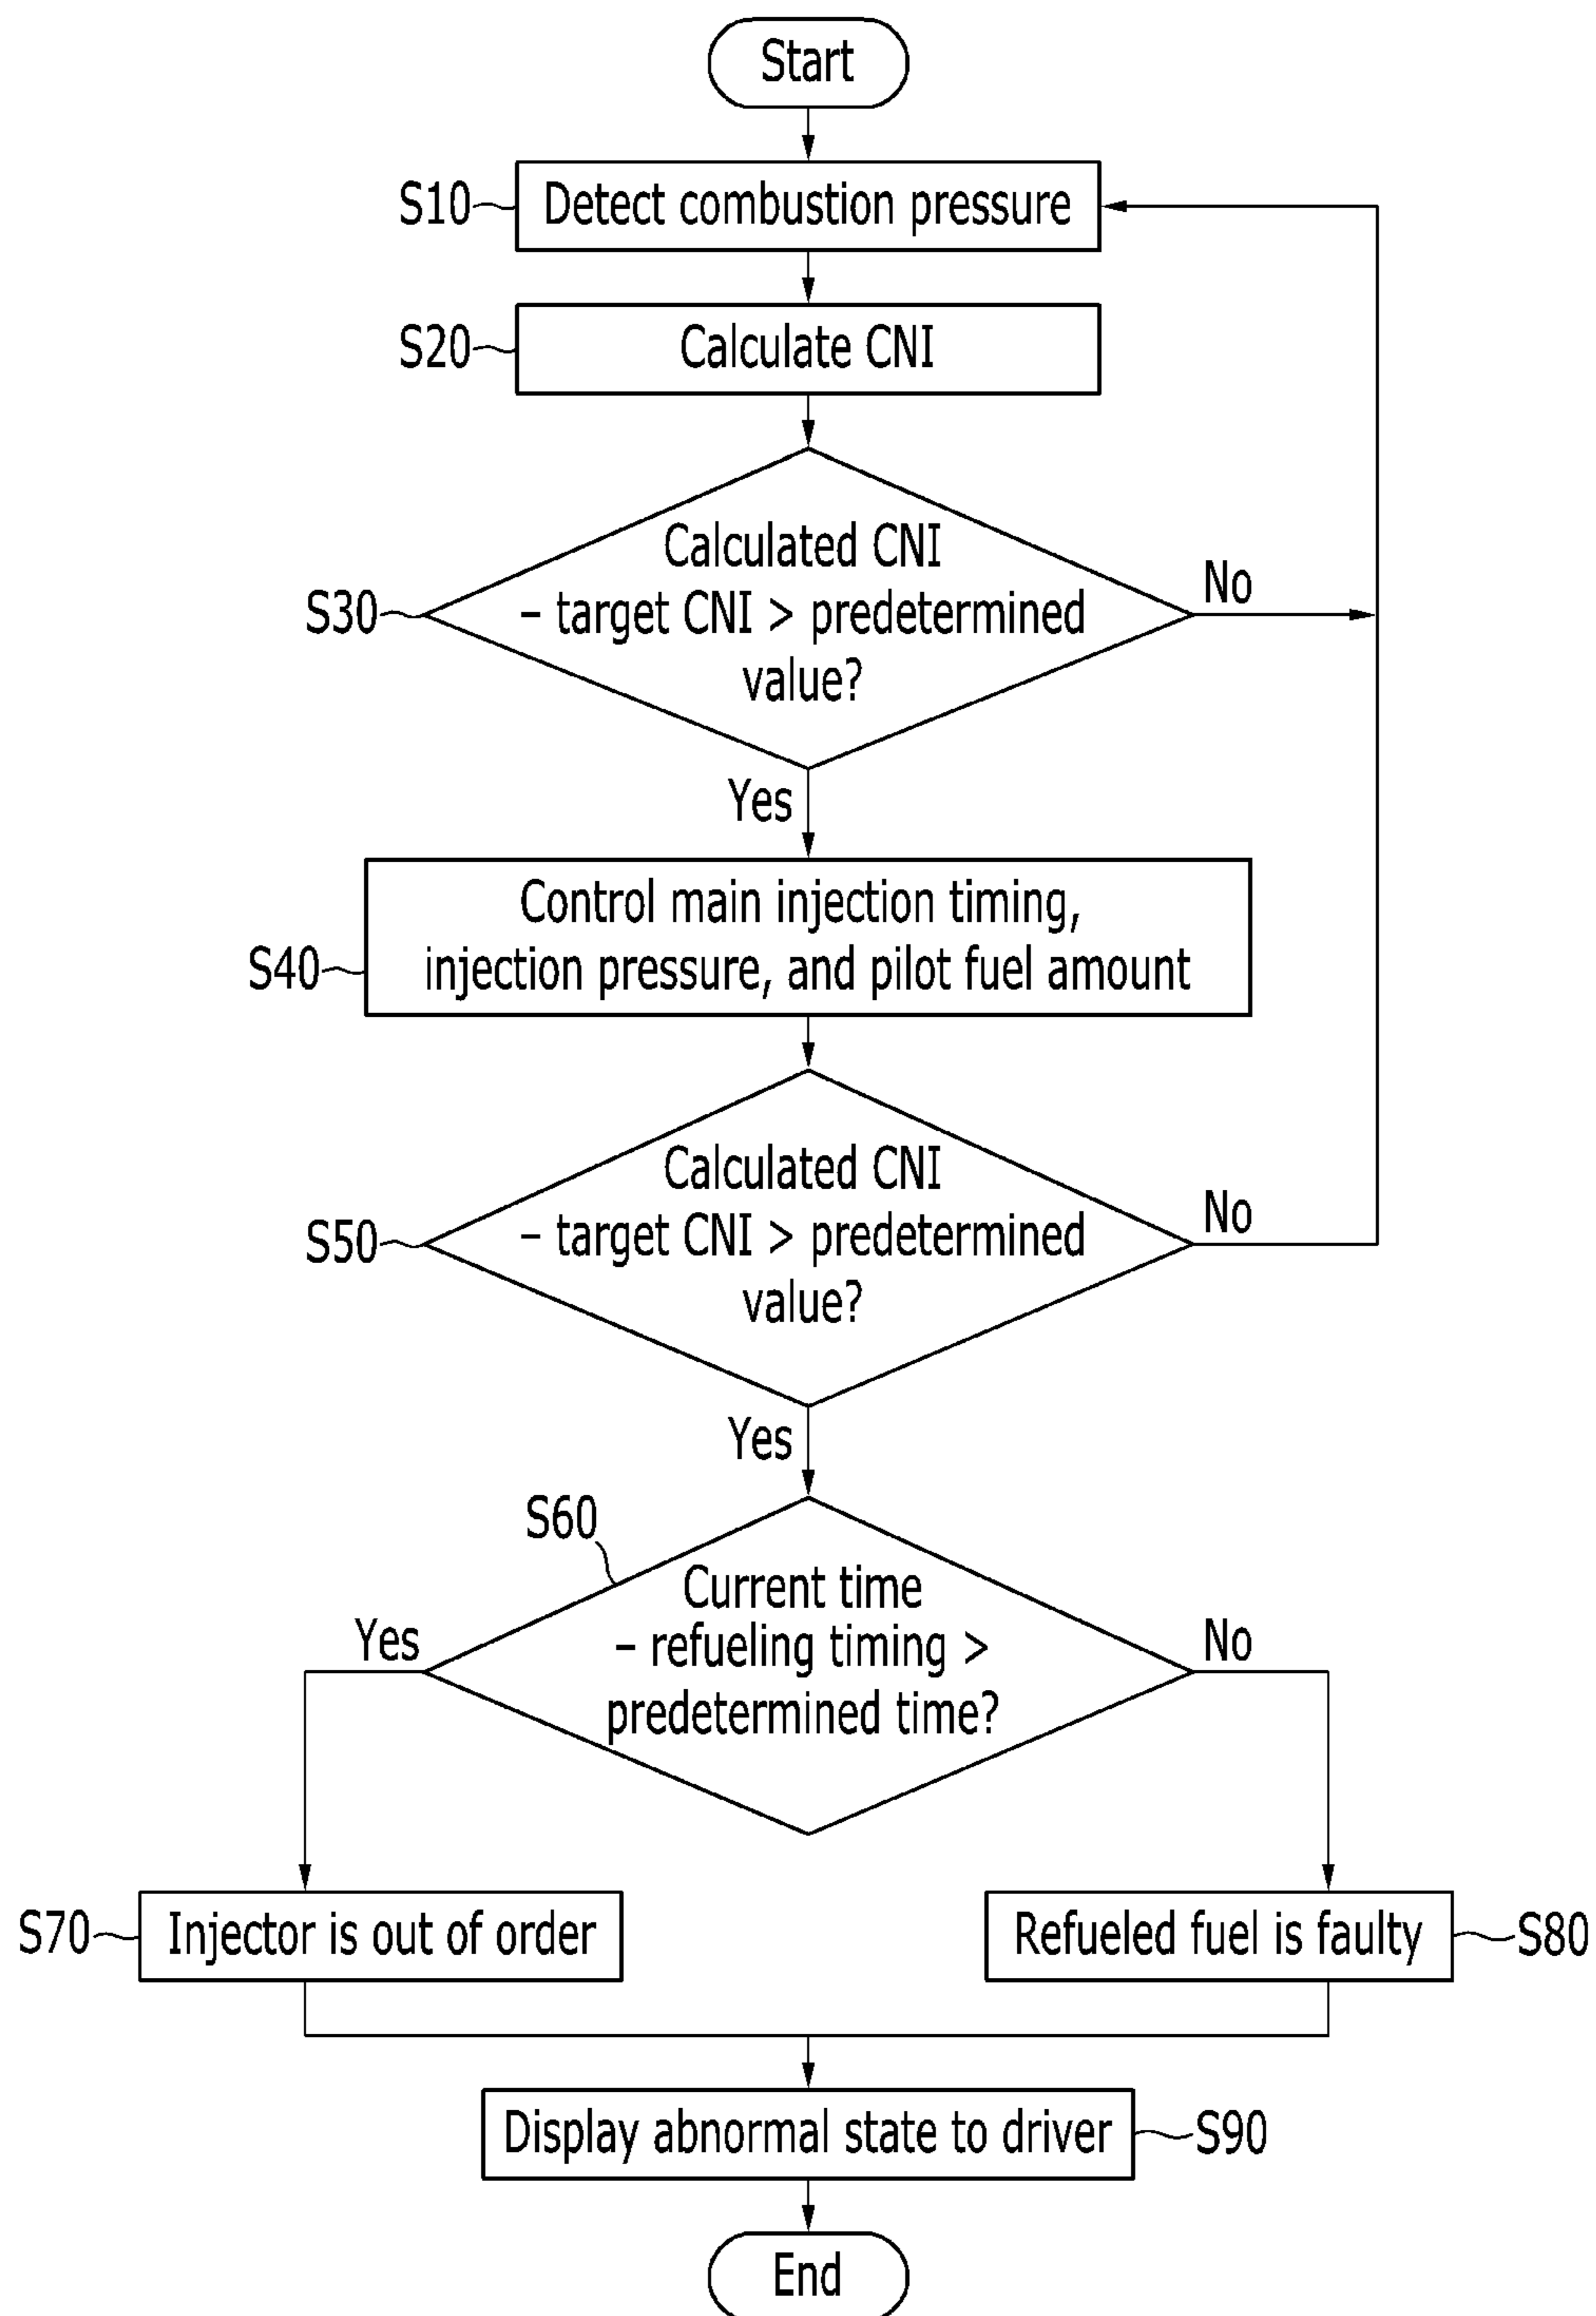 Start
S10
Detect combustion pressure
S20
Calculate CNI
Calculated CNI
– target CNI > predetermined
value?
S30
No
Yes
Control main injection timing,
injection pressure, and pilot fuel amount
S40
Calculated CNI
– target CNI > predetermined
value?
S50
No
Yes
S60
Current time
– refueling timing >
predetermined time?
Yes
No
S70
Injector is out of order
Refueled fuel is faulty
S80
Display abnormal state to driver
S90
End